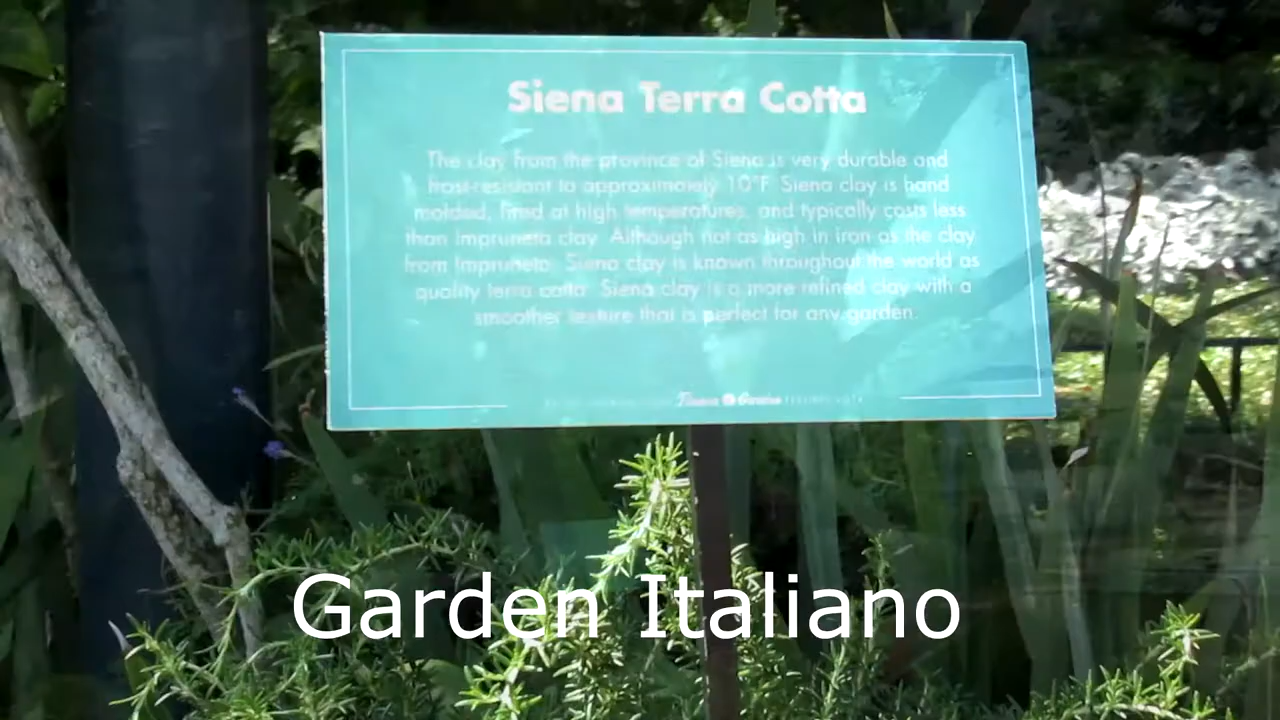 Siena Terra Cotta
The clay from the province of Siena is very durable and
frost-resistant to approximately 10°F. Siena clay is hand
molded, fired at high temperatures, and typically costs less
than Impruneta clay. Although not as high in iron as the clay
from Impruneta, Siena clay is known throughout the world as
quality terra cotta. Siena clay is a more refined clay with a
smoother texture that is perfect for any garden.
Garden Italiano